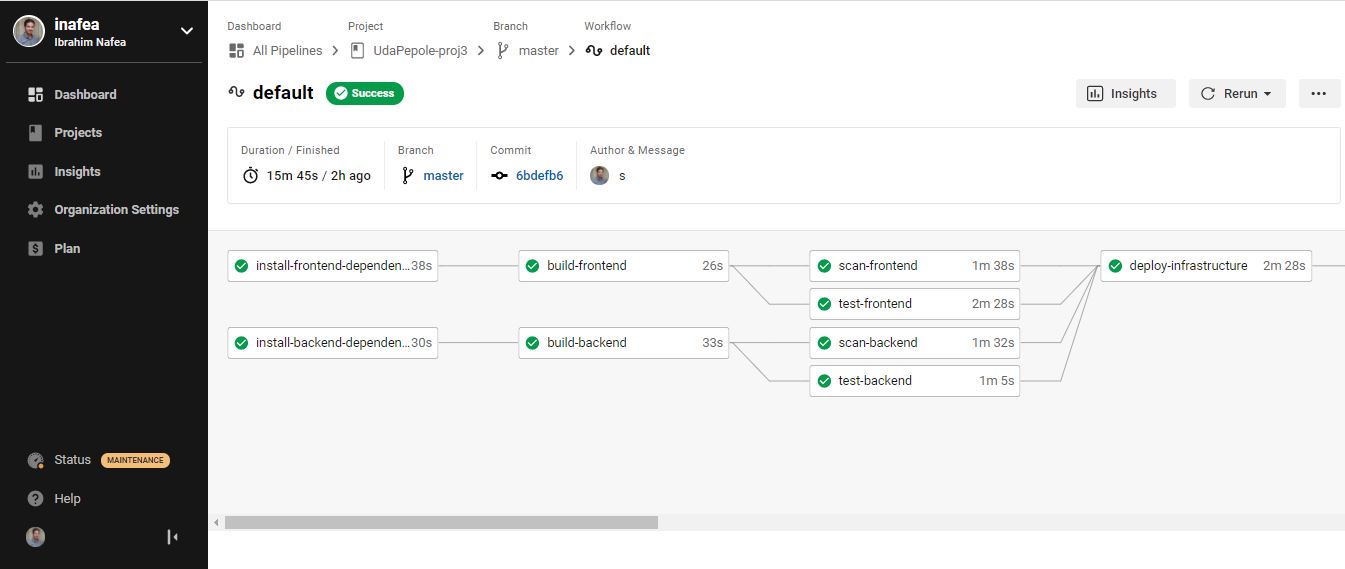 inafea
Ibrahim Nafea
Dashboard
Projects
Insights
Organization Settings
Plan
Status MAINTENANCE
Help
Dashboard Project Branch Workflow
All Pipelines UdaPepole-proj3 master default
default Success Insights Rerun
Duration / Finished Branch Commit Author & Message
15m 45s / 2h ago master 6bdefb6 s
install-frontend-dependen... 38s build-frontend 26s scan-frontend 1m 38s deploy-infrastructure 2m 28s
test-frontend 2m 28s
install-backend-dependen... 30s build-backend 33s scan-backend 1m 32s
test-backend 1m 5s